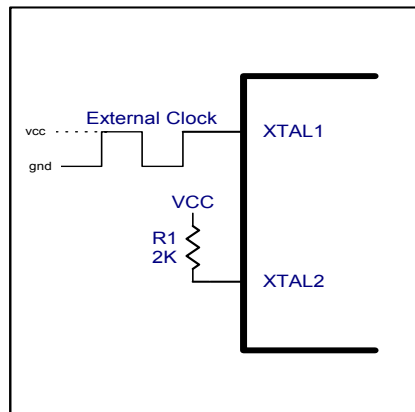 External Clock
vcc
XTAL1
gnd
VCC
R1
2K
XTAL2